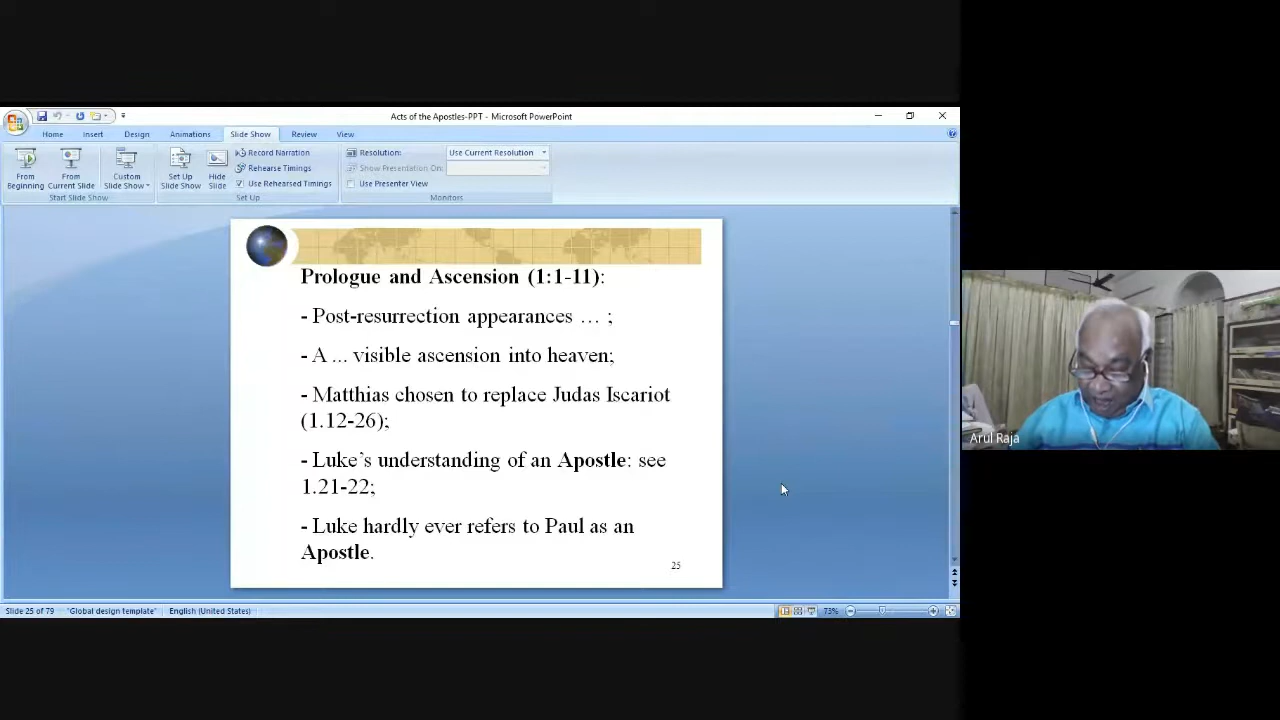 Acts of the Apostles-PPT - Microsoft PowerPoint
Home Insert Design Animations Slide Show Review View
From Beginning
From Current Slide
Custom Slide Show
Start Slide Show
Set Up Slide Show
Hide Slide
Record Narration
Rehearse Timings
Use Rehearsed Timings
Set Up
Resolution: Use Current Resolution
Show Presentation On:
Use Presenter View
Monitors
Prologue and Ascension (1:1-11):
- Post-resurrection appearances … ;
- A ... visible ascension into heaven;
- Matthias chosen to replace Judas Iscariot
(1.12-26);
- Luke’s understanding of an Apostle: see
1.21-22;
- Luke hardly ever refers to Paul as an
Apostle.
25
Arul Raja
Slide 25 of 79 "Global design template" English (United States) 73%